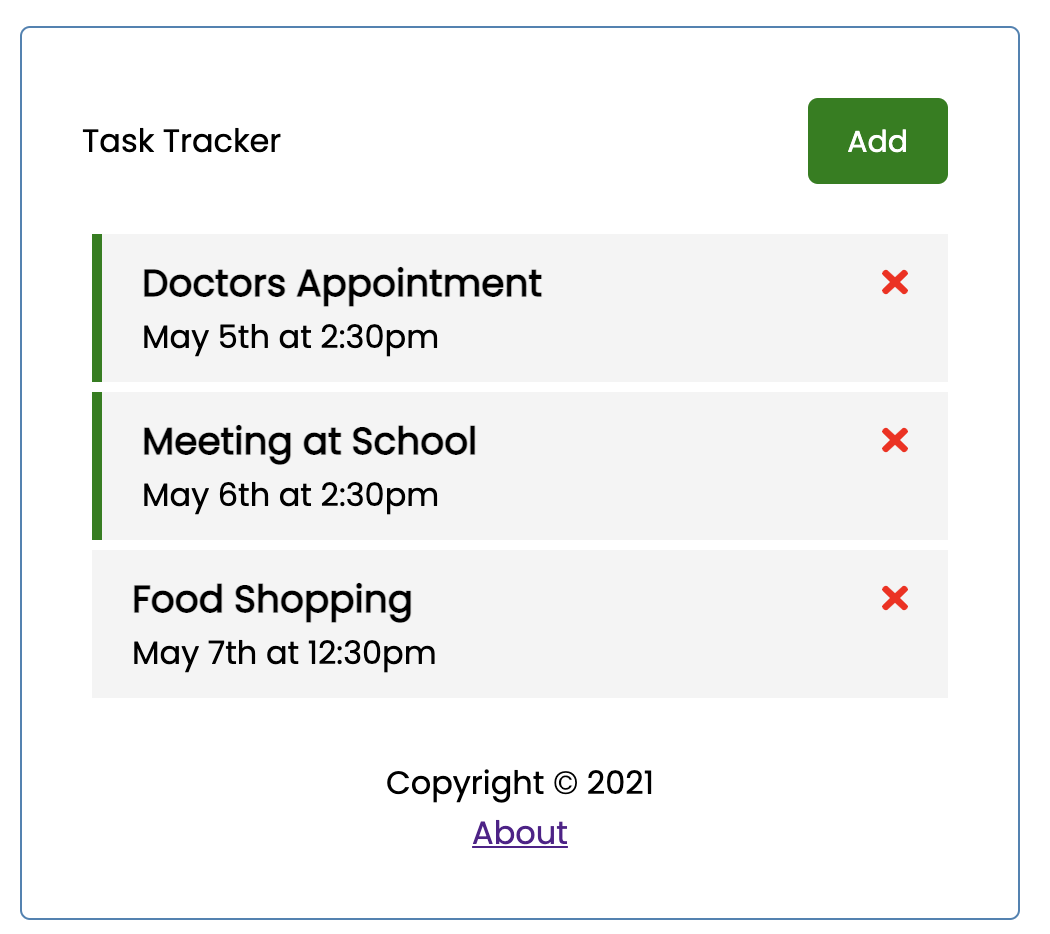 Task Tracker
Add
Doctors Appointment
May 5th at 2:30pm
Meeting at School
May 6th at 2:30pm
Food Shopping
May 7th at 12:30pm
Copyright © 2021
About